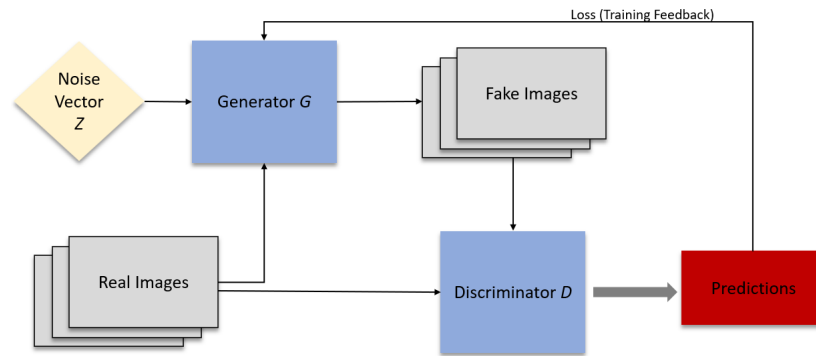 Loss (Training Feedback)
Noise
Vector
Z
Generator G
Fake Images
Real Images
Discriminator D
Predictions